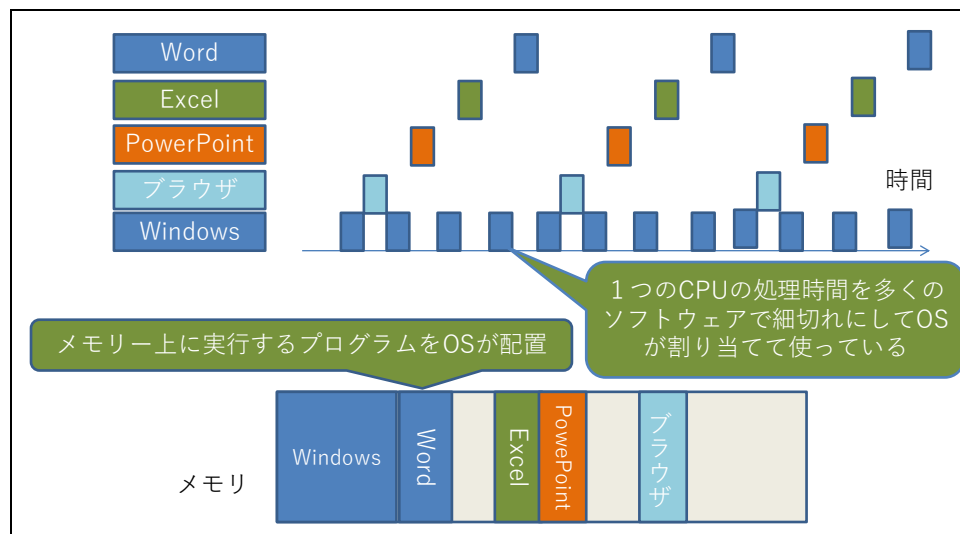 Word
Excel
PowerPoint
ブラウザ
時間
Windows
１つのCPUの処理時間を多くの
ソフトウェアで細切れにしてOS
が割り当てて使っている
メモリー上に実行するプログラムをOSが配置
Windows
Word
Excel
PowePoint
ブラウザ
メモリ